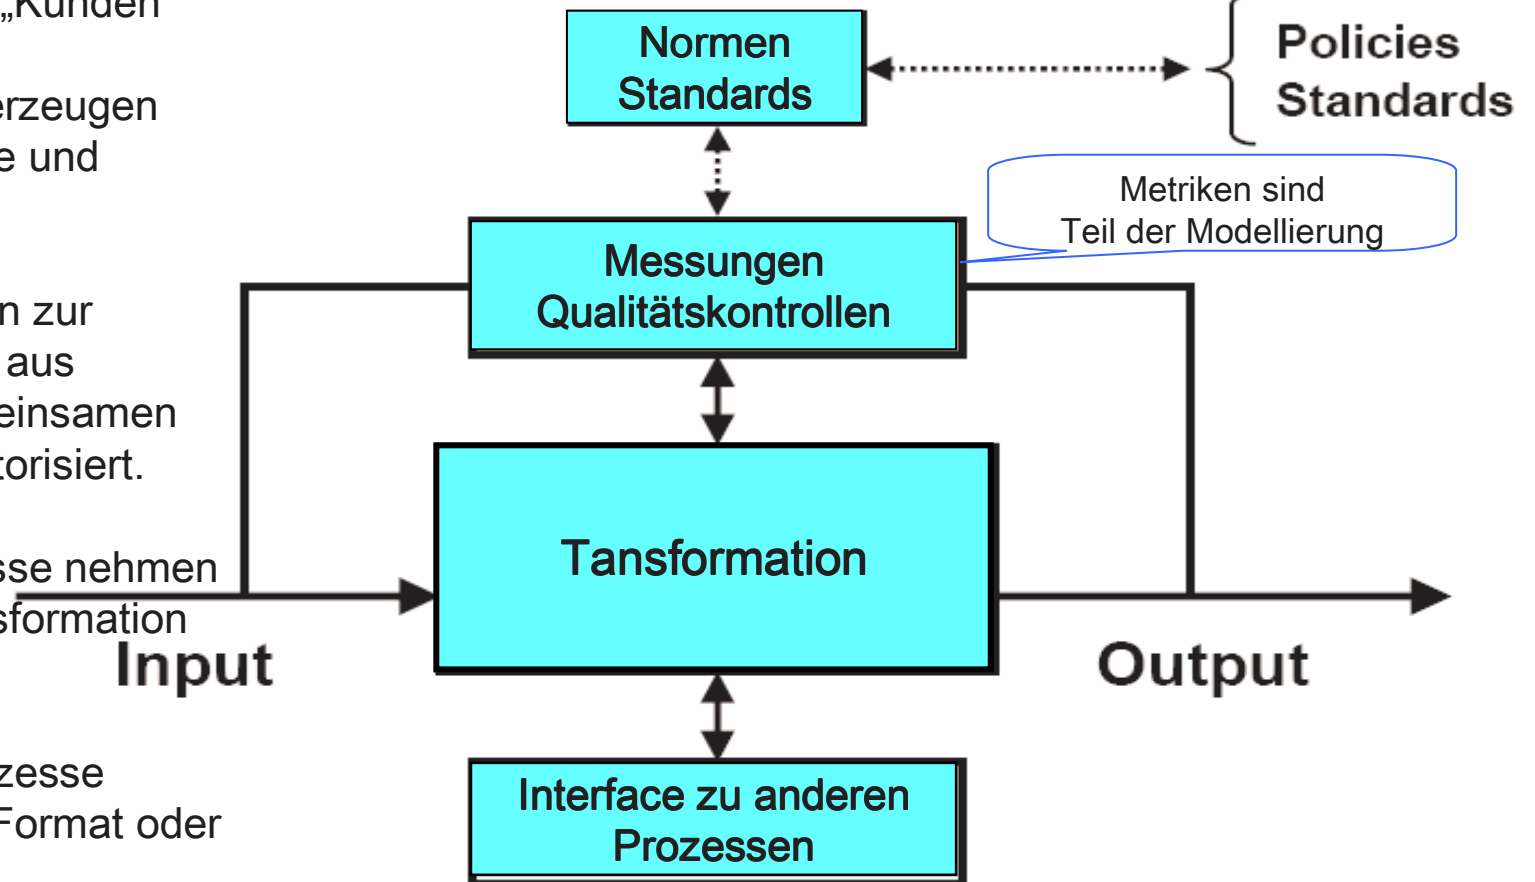 „Kunden
erzeugen
e und
n zur
aus
einsamen
torisiert.
sse nehmen
sformation
zesse
Format oder
Normen
Standards
Policies
Standards
Metriken sind
Teil der Modellierung
Messungen
Qualitätskontrollen
Tansformation
Input
Output
Interface zu anderen
Prozessen